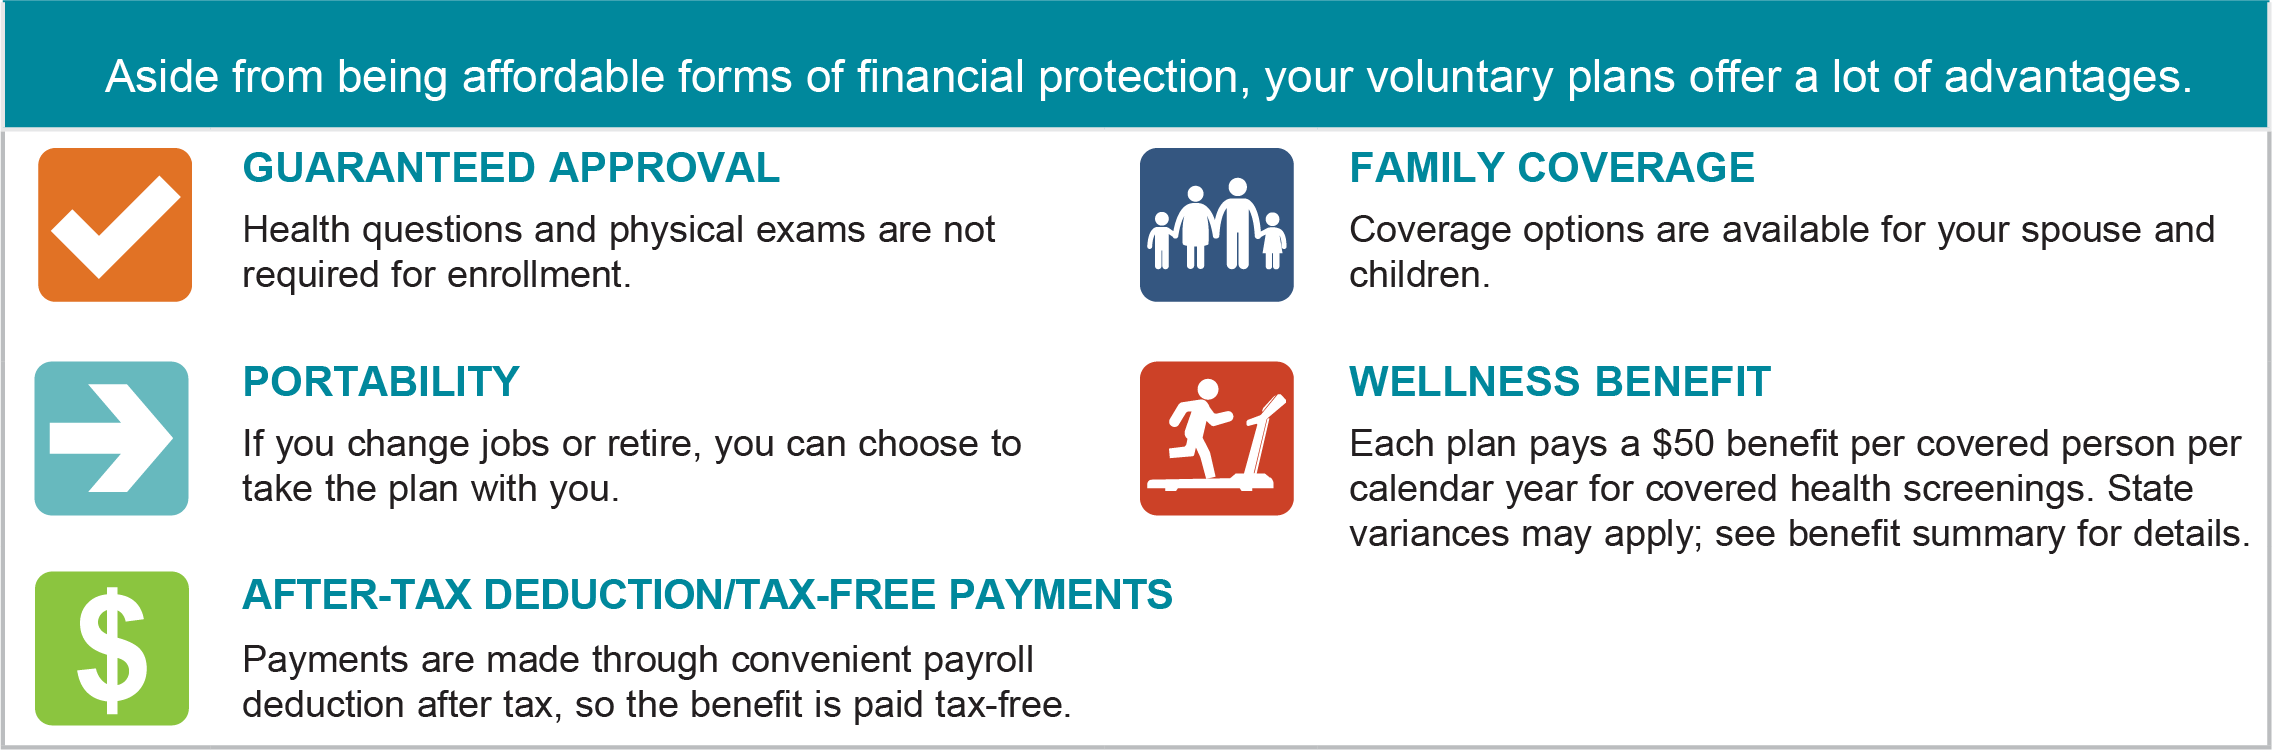 Aside from being affordable forms of financial protection, your voluntary plans offer a lot of advantages.
GUARANTEED APPROVAL
Health questions and physical exams are not
required for enrollment.
FAMILY COVERAGE
Coverage options are available for your spouse and
children.
PORTABILITY
If you change jobs or retire, you can choose to
take the plan with you.
WELLNESS BENEFIT
Each plan pays a $50 benefit per covered person per
calendar year for covered health screenings. State
variances may apply; see benefit summary for details.
$
AFTER-TAX DEDUCTION/TAX-FREE PAYMENTS
Payments are made through convenient payroll
deduction after tax, so the benefit is paid tax-free.